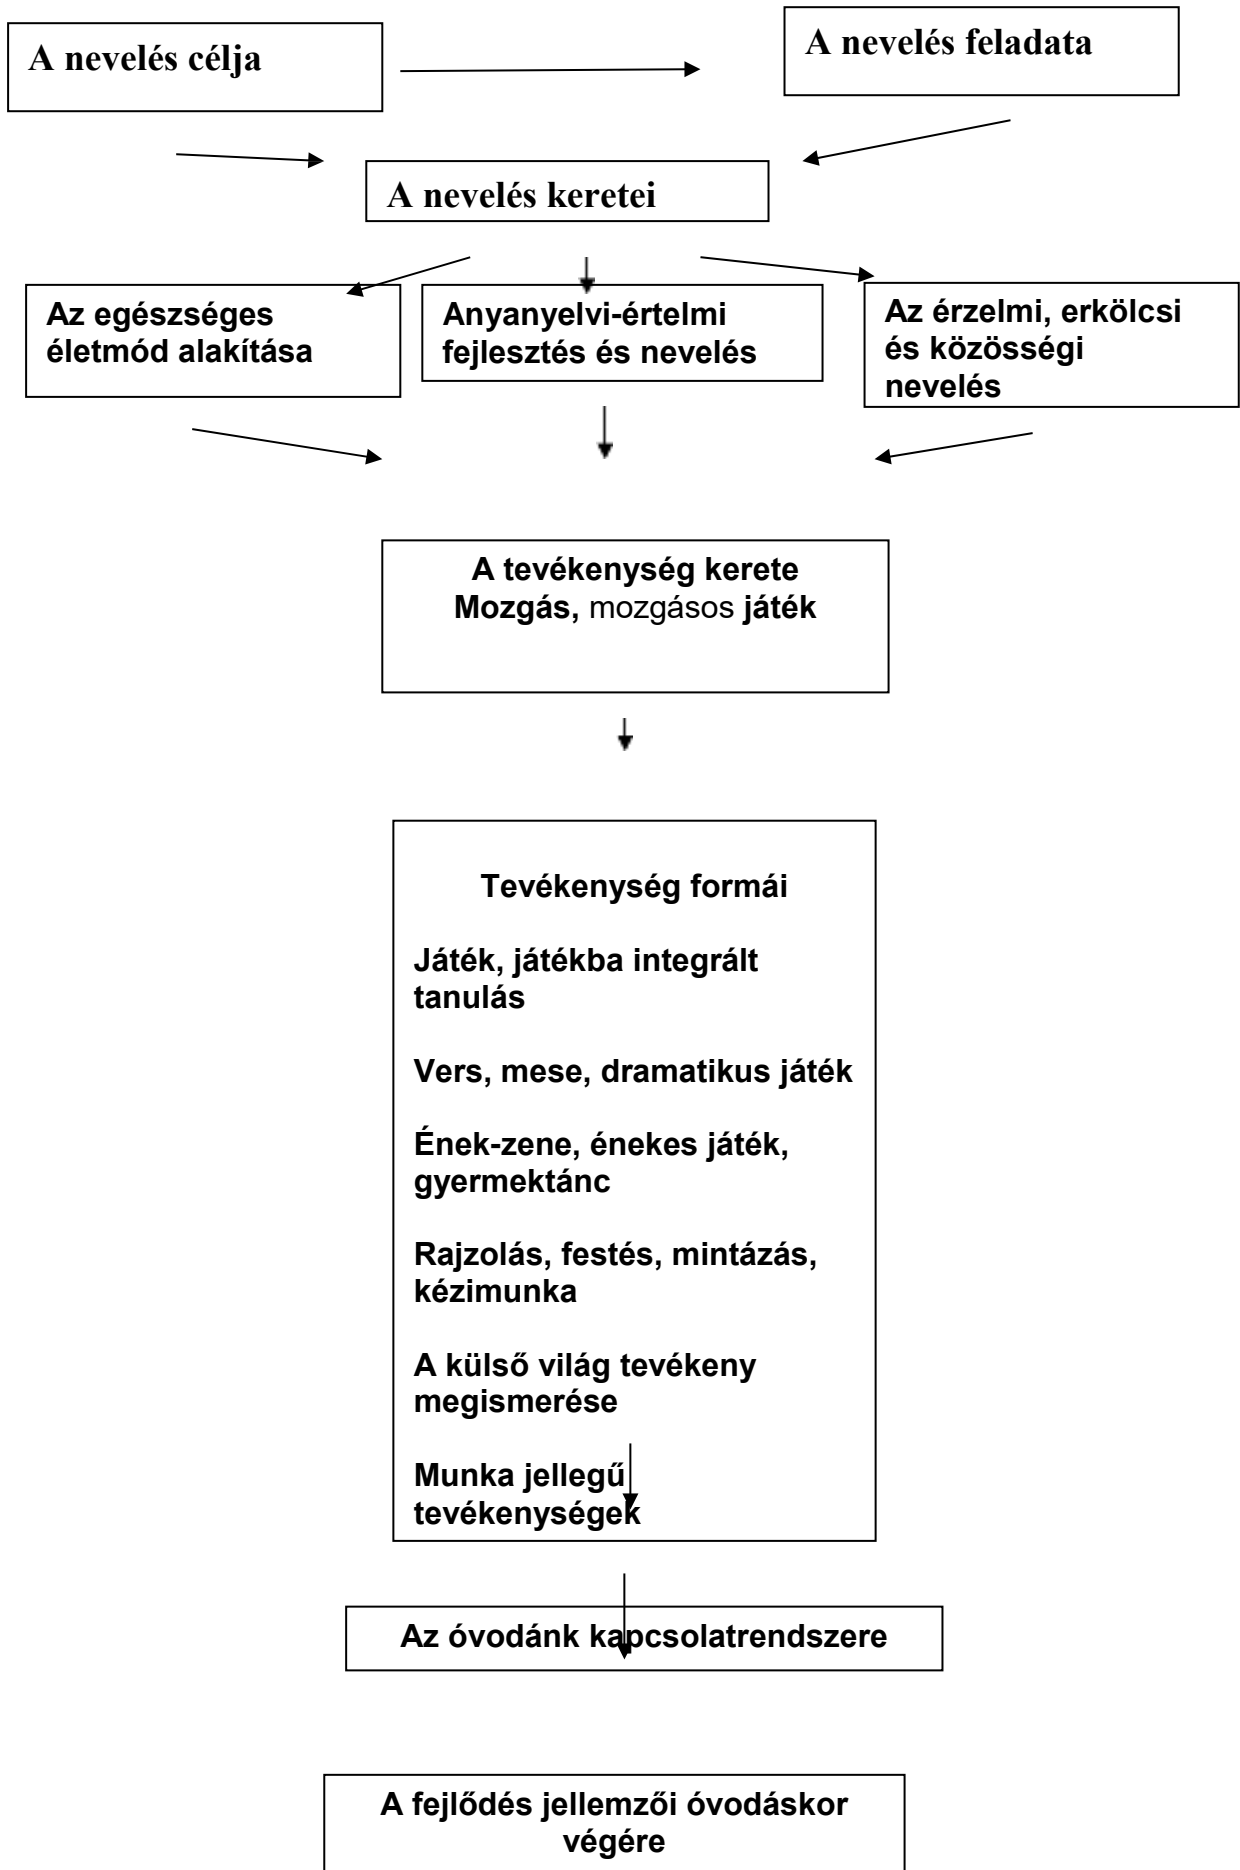 A nevelés célja
A nevelés feladata
A nevelés keretei
Az egészséges
életmód alakítása
Anyanyelvi-értelmi
fejlesztés és nevelés
Az érzelmi, erkölcsi
és közösségi
nevelés
A tevékenység kerete
Mozgás, mozgásos játék
Tevékenység formái
Játék, játékba integrált
tanulás
Vers, mese, dramatikus játék
Ének-zene, énekes játék,
gyermektánc
Rajzolás, festés, mintázás,
kézimunka
A külső világ tevékeny
megismerése
Munka jellegű
tevékenységek
Az óvodánk kapcsolatrendszere
A fejlődés jellemzői óvodáskor
végére